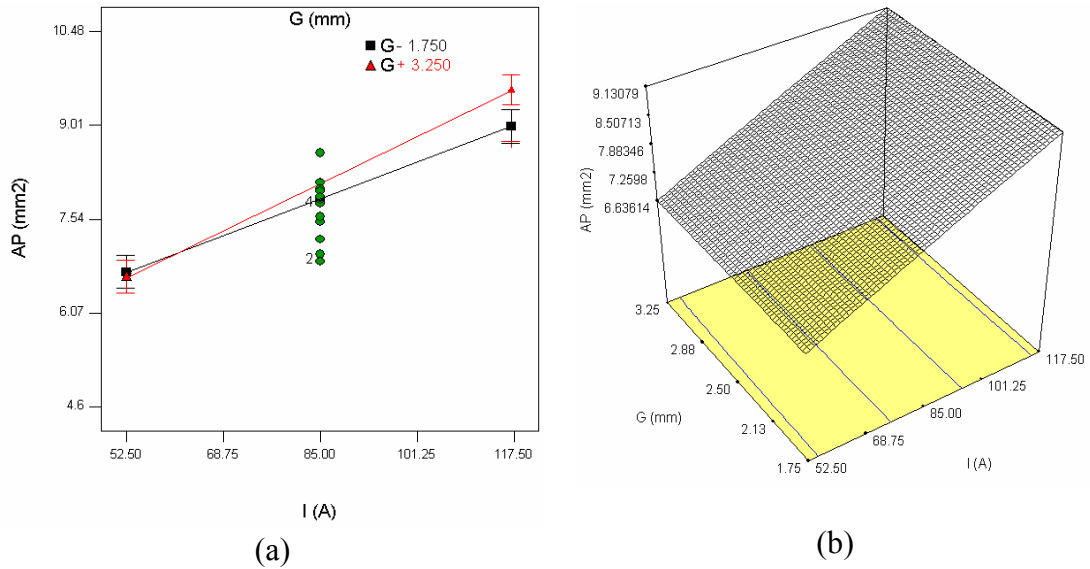 G (mm)
G- 1.750
G+ 3.250
10.48
9.01
7.54
6.07
4.6
AP (mm2)
4
2
52.50
68.75
85.00
101.25
117.50
I (A)
(a)
9.13079
8.50713
7.88346
7.2598
6.63614
AP (mm2)
3.25
2.88
2.50
2.13
1.75
G (mm)
52.50
68.75
85.00
101.25
117.50
I (A)
(b)